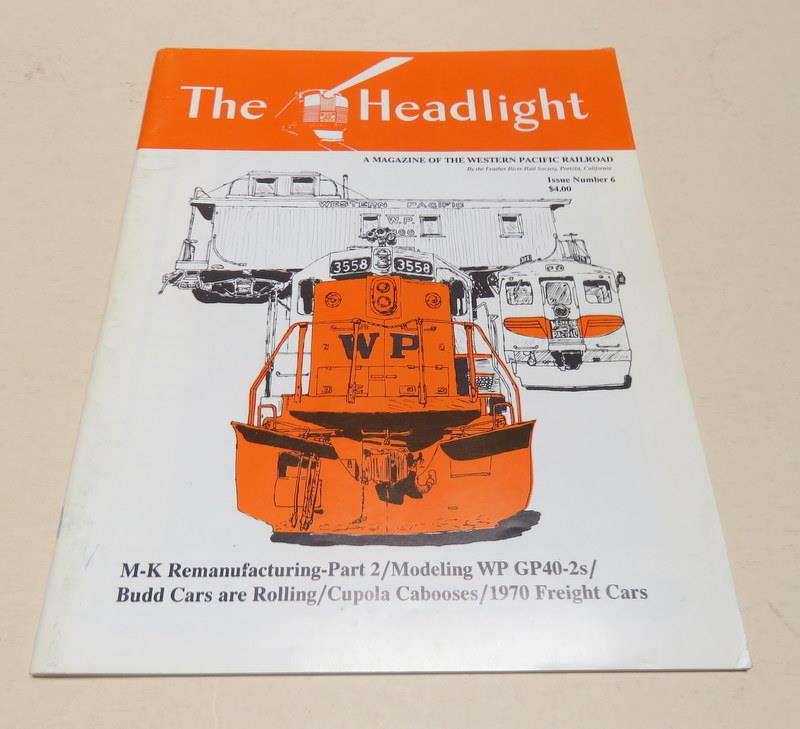 The Headlight
A MAGAZINE OF THE WESTERN PACIFIC RAILROAD
By the Feather River Rail Society, Portola, California
Issue Number 6
$4.00
WESTERN PACIFIC
W.P.
3558 3558
WP
M-K Remanufacturing-Part 2/Modeling WP GP40-2s/
Budd Cars are Rolling/Cupola Cabooses/1970 Freight Cars